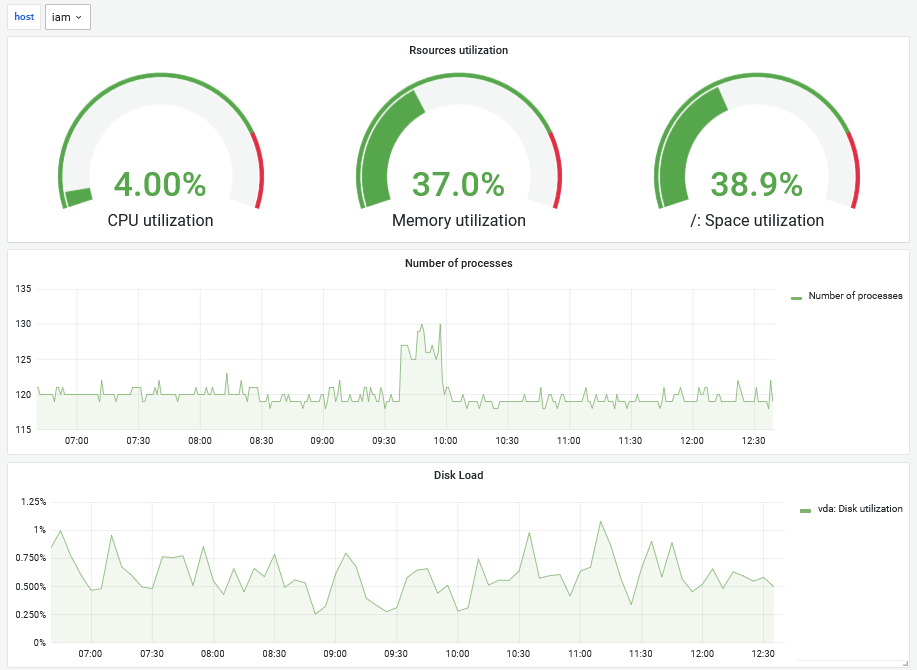 host iam
Rsources utilization
4.00% 37.0% 38.9%
CPU utilization Memory utilization /: Space utilization
Number of processes
135
130
125
120
115
07:00 07:30 08:00 08:30 09:00 09:30 10:00 10:30 11:00 11:30 12:00 12:30
Number of processes
Disk Load
1.25%
1%
0.750%
0.500%
0.250%
0%
07:00 07:30 08:00 08:30 09:00 09:30 10:00 10:30 11:00 11:30 12:00 12:30
vda: Disk utilization